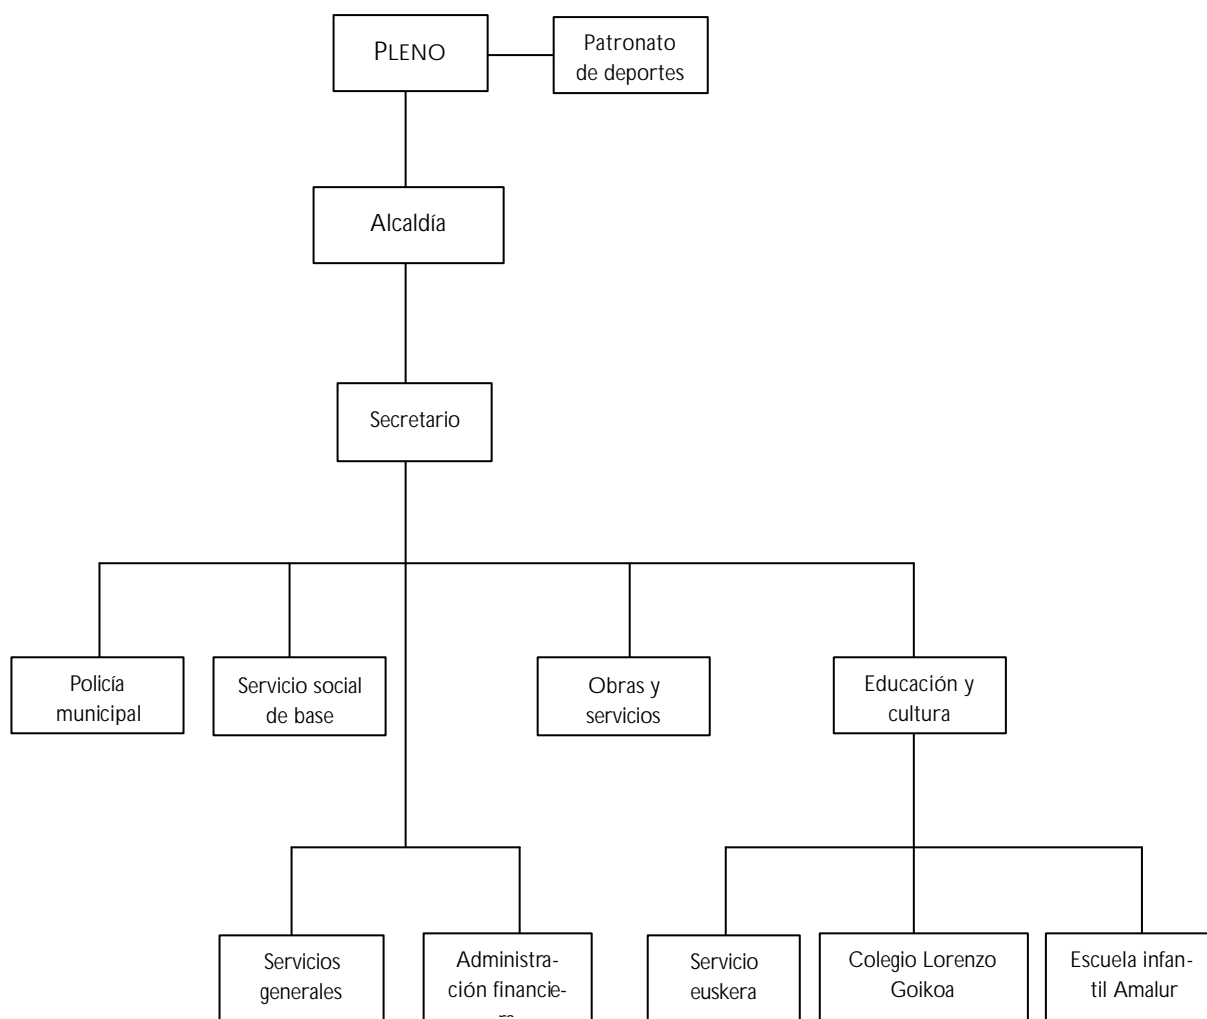 PLENO
Patronato
de deportes
Alcaldía
Secretario
Policía
municipal
Servicio social
de base
Obras y
servicios
Educación y
cultura
Servicios
generales
Administra-
ción financie-
ra
Servicio
euskera
Colegio Lorenzo
Goikoa
Escuela infan-
til Amalur